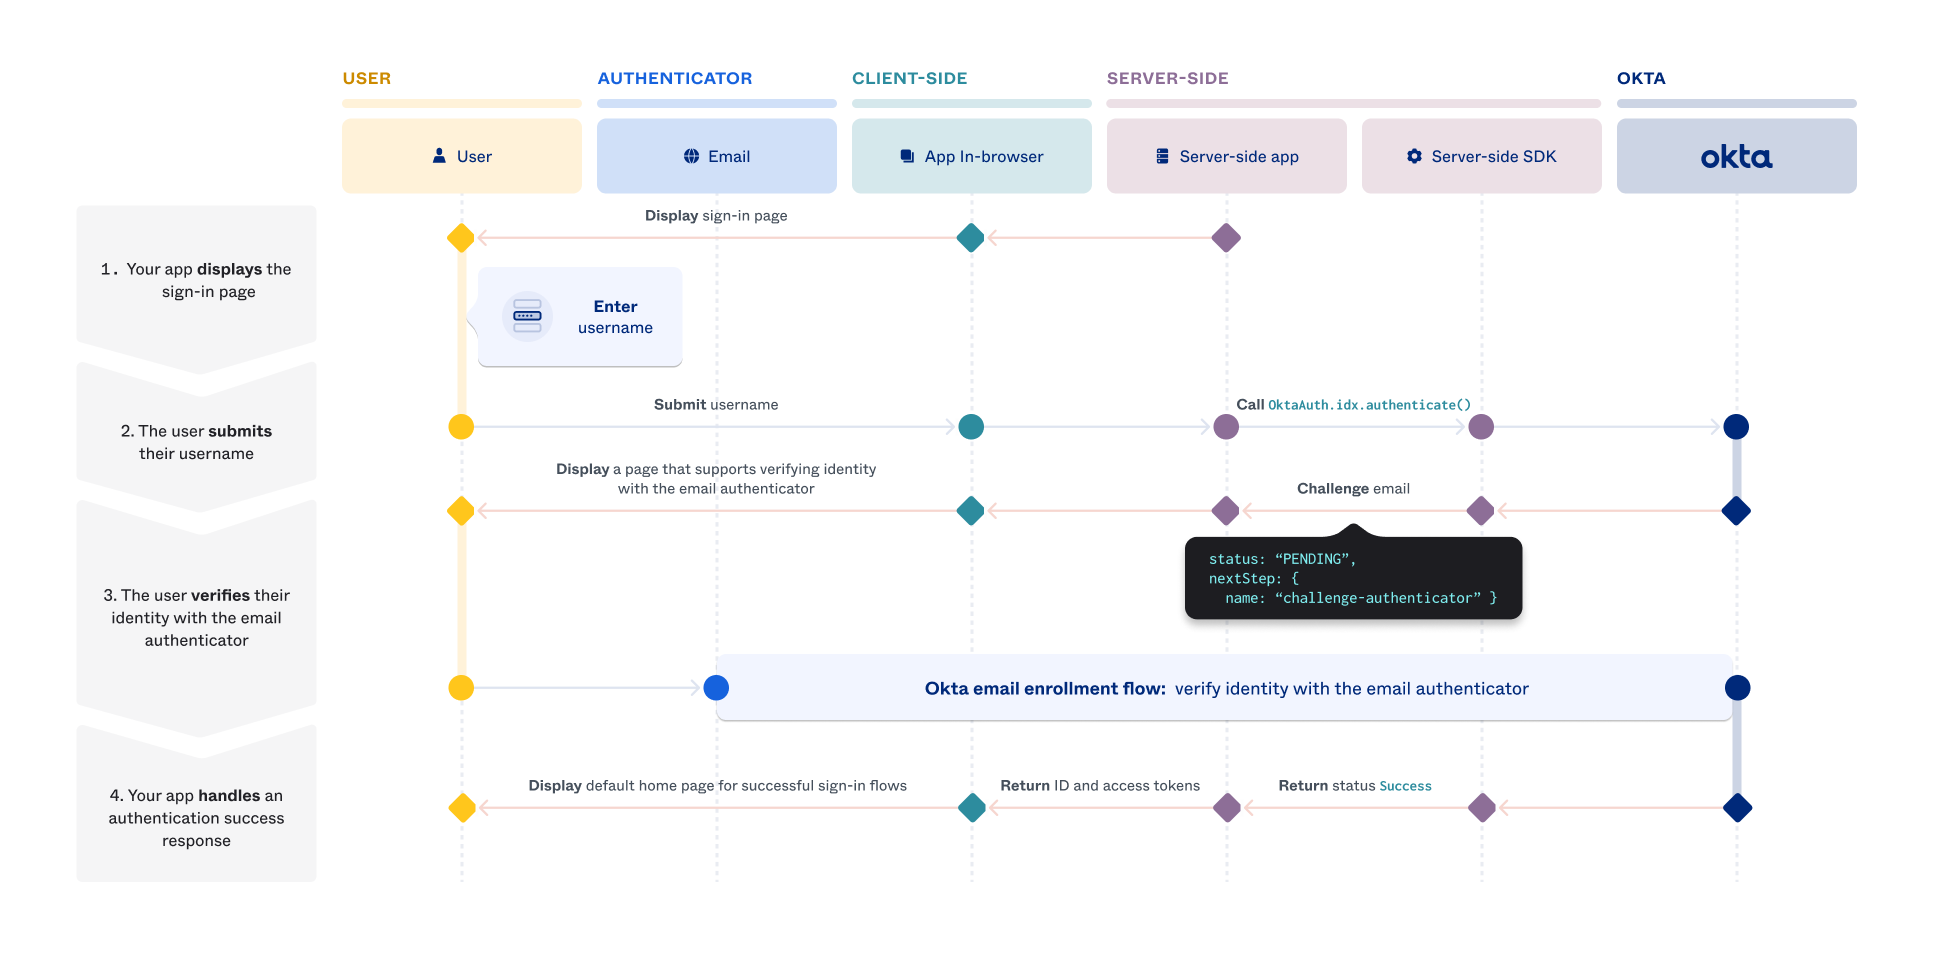 USER
AUTHENTICATOR
CLIENT-SIDE
SERVER-SIDE
OKTA
User
Email
App In-browser
Server-side app
Server-side SDK
okta
1. Your app displays the
sign-in page
Display sign-in page
Enter
username
2. The user submits
their username
Submit username
Call OktaAuth.idx.authenticate()
Display a page that supports verifying identity
with the email authenticator
Challenge email
status: “PENDING”,
nextStep: {
name: “challenge-authenticator” }
3. The user verifies their
identity with the email
authenticator
Okta email enrollment flow: verify identity with the email authenticator
4. Your app handles an
authentication success
response
Display default home page for successful sign-in flows
Return ID and access tokens
Return status Success